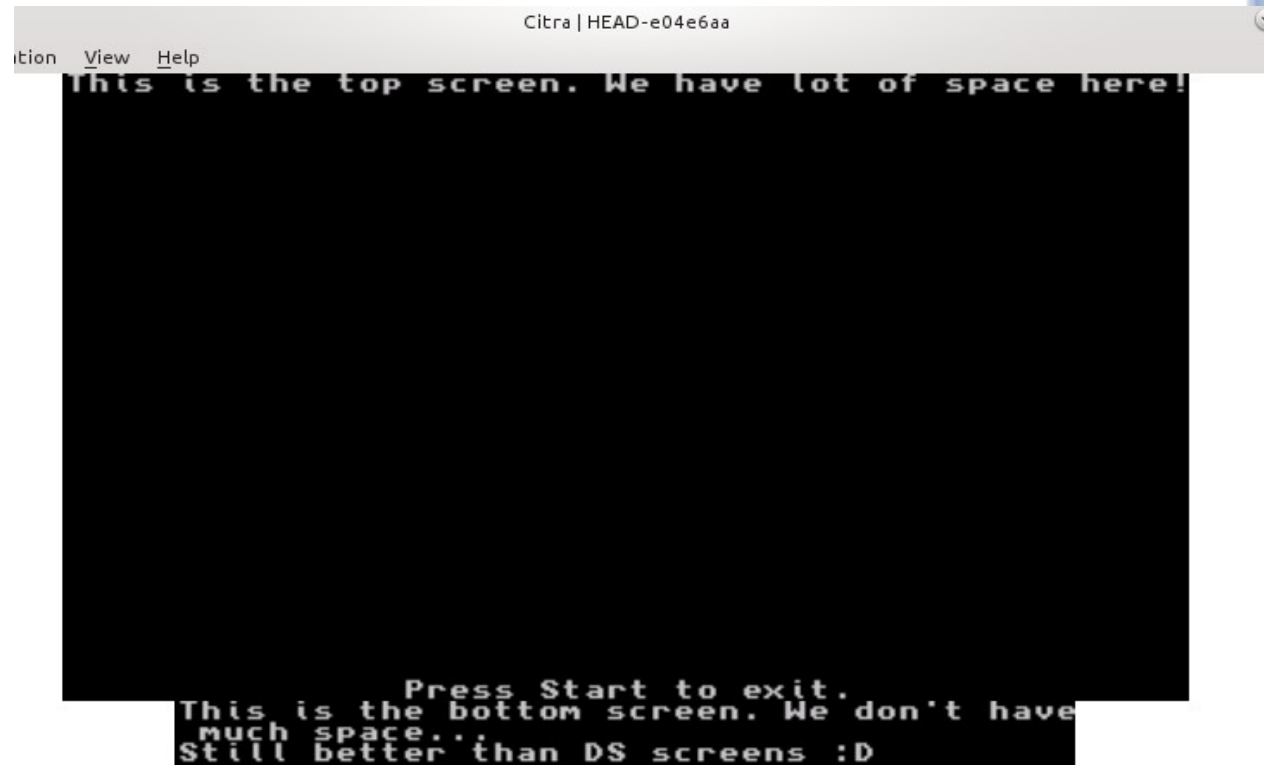 Citra | HEAD-e04e6aa
tion View Help
This is the top screen. We have lot of space here!
Press Start to exit.
This is the bottom screen. We don't have
much space...
Still better than DS screens :D